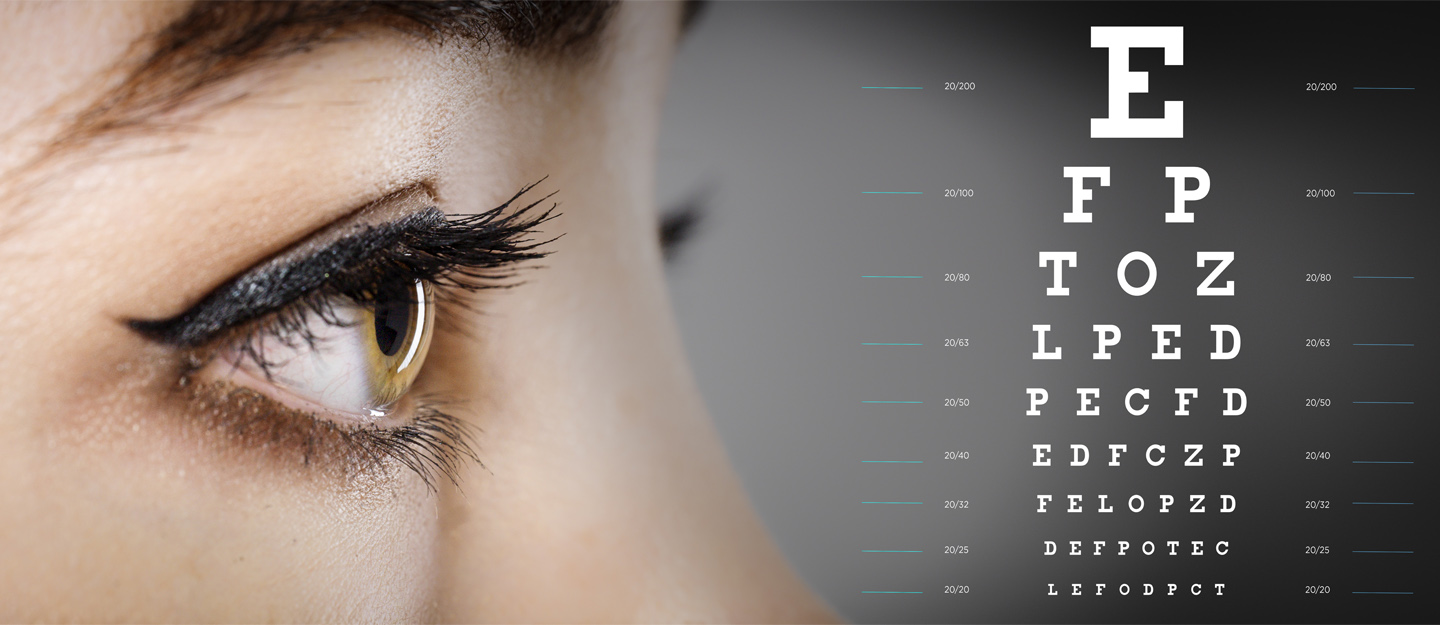 20/200 E 20/200
20/100 F P 20/100
20/80 T O Z 20/80
20/63 L P E D 20/63
20/50 P E C F D 20/50
20/40 E D F C Z P 20/40
20/32 F E L O P Z D 20/32
20/25 D E F P O T E C 20/25
20/20 L E F O D P C T 20/20